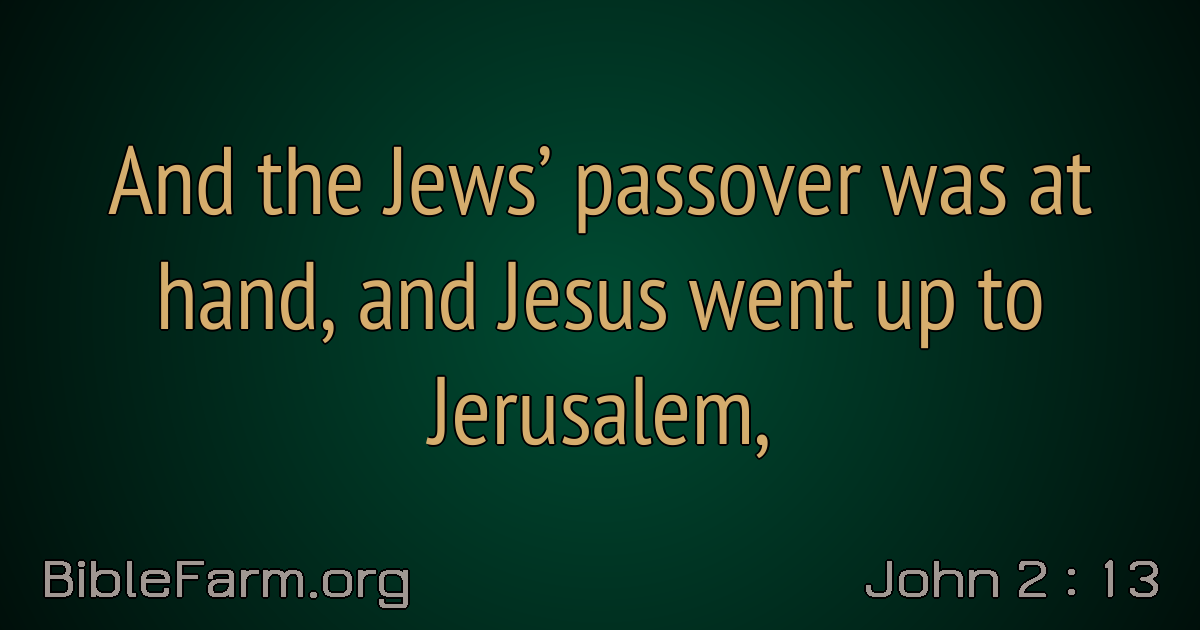 And the Jews’ passover was at
hand, and Jesus went up to
Jerusalem,
BibleFarm.org
John 2 : 13